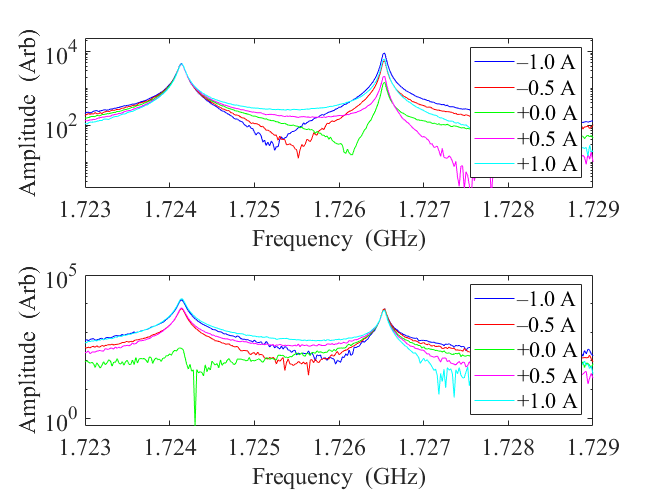 10^4
10^2
Amplitude (Arb)
–1.0 A
–0.5 A
+0.0 A
+0.5 A
+1.0 A
1.723 1.724 1.725 1.726 1.727 1.728 1.729
Frequency (GHz)
10^5
10^0
Amplitude (Arb)
–1.0 A
–0.5 A
+0.0 A
+0.5 A
+1.0 A
1.723 1.724 1.725 1.726 1.727 1.728 1.729
Frequency (GHz)